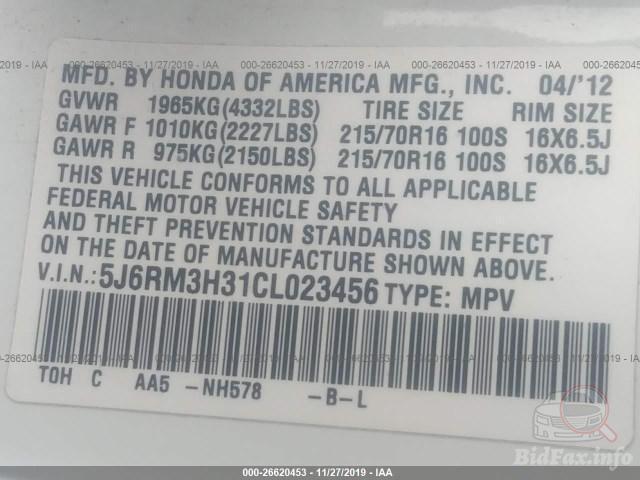 000-26620453 - 11/27/2019 - IAA
MFD. BY HONDA OF AMERICA MFG., INC. 04/'12
GVWR 1965KG(4332LBS) TIRE SIZE RIM SIZE
GAWR F 1010KG(2227LBS) 215/70R16 100S 16X6.5J
GAWR R 975KG(2150LBS) 215/70R16 100S 16X6.5J
THIS VEHICLE CONFORMS TO ALL APPLICABLE
FEDERAL MOTOR VEHICLE SAFETY
AND THEFT PREVENTION STANDARDS IN EFFECT
ON THE DATE OF MANUFACTURE SHOWN ABOVE.
V.I.N.: 5J6RM3H31CL023456 TYPE: MPV
TOH C AA5 -NH578 -B-L
BidFax.info
000-26620453 - 11/27/2019 - IAA